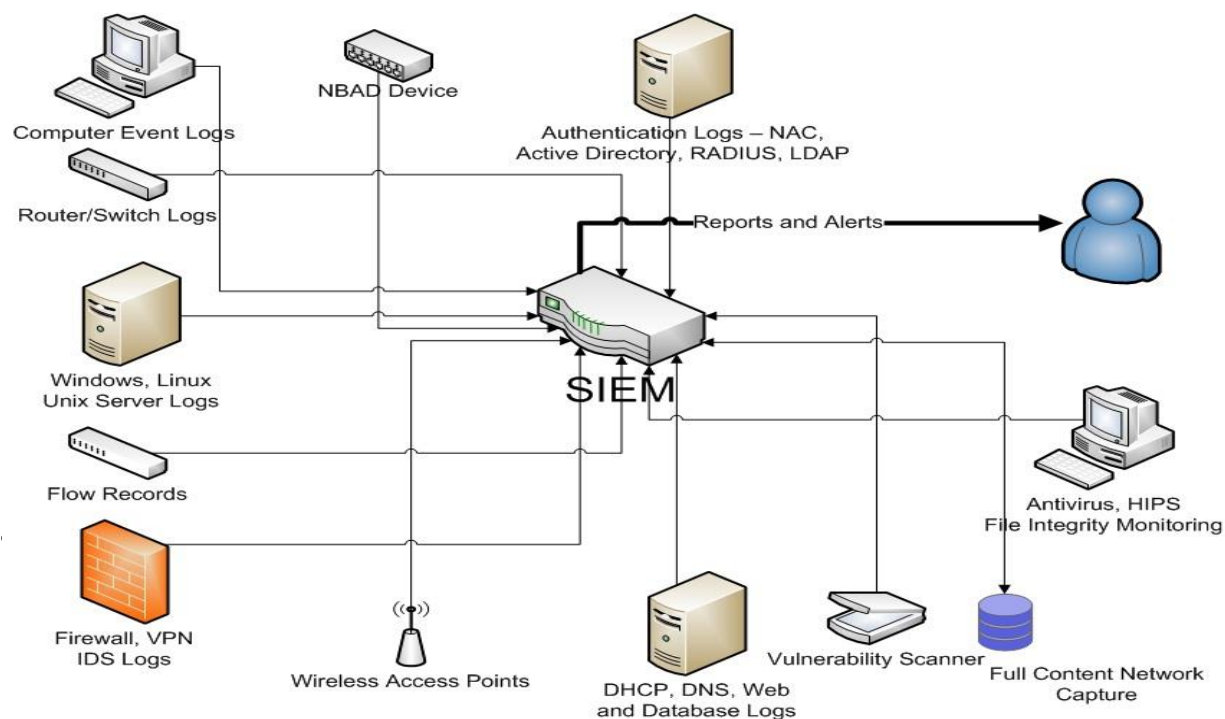 NBAD Device
Computer Event Logs
Authentication Logs – NAC,
Active Directory, RADIUS, LDAP
Router/Switch Logs
Reports and Alerts
Windows, Linux
Unix Server Logs
SIEM
Flow Records
Antivirus, HIPS
File Integrity Monitoring
Firewall, VPN
IDS Logs
Wireless Access Points
DHCP, DNS, Web
and Database Logs
Vulnerability Scanner
Full Content Network
Capture